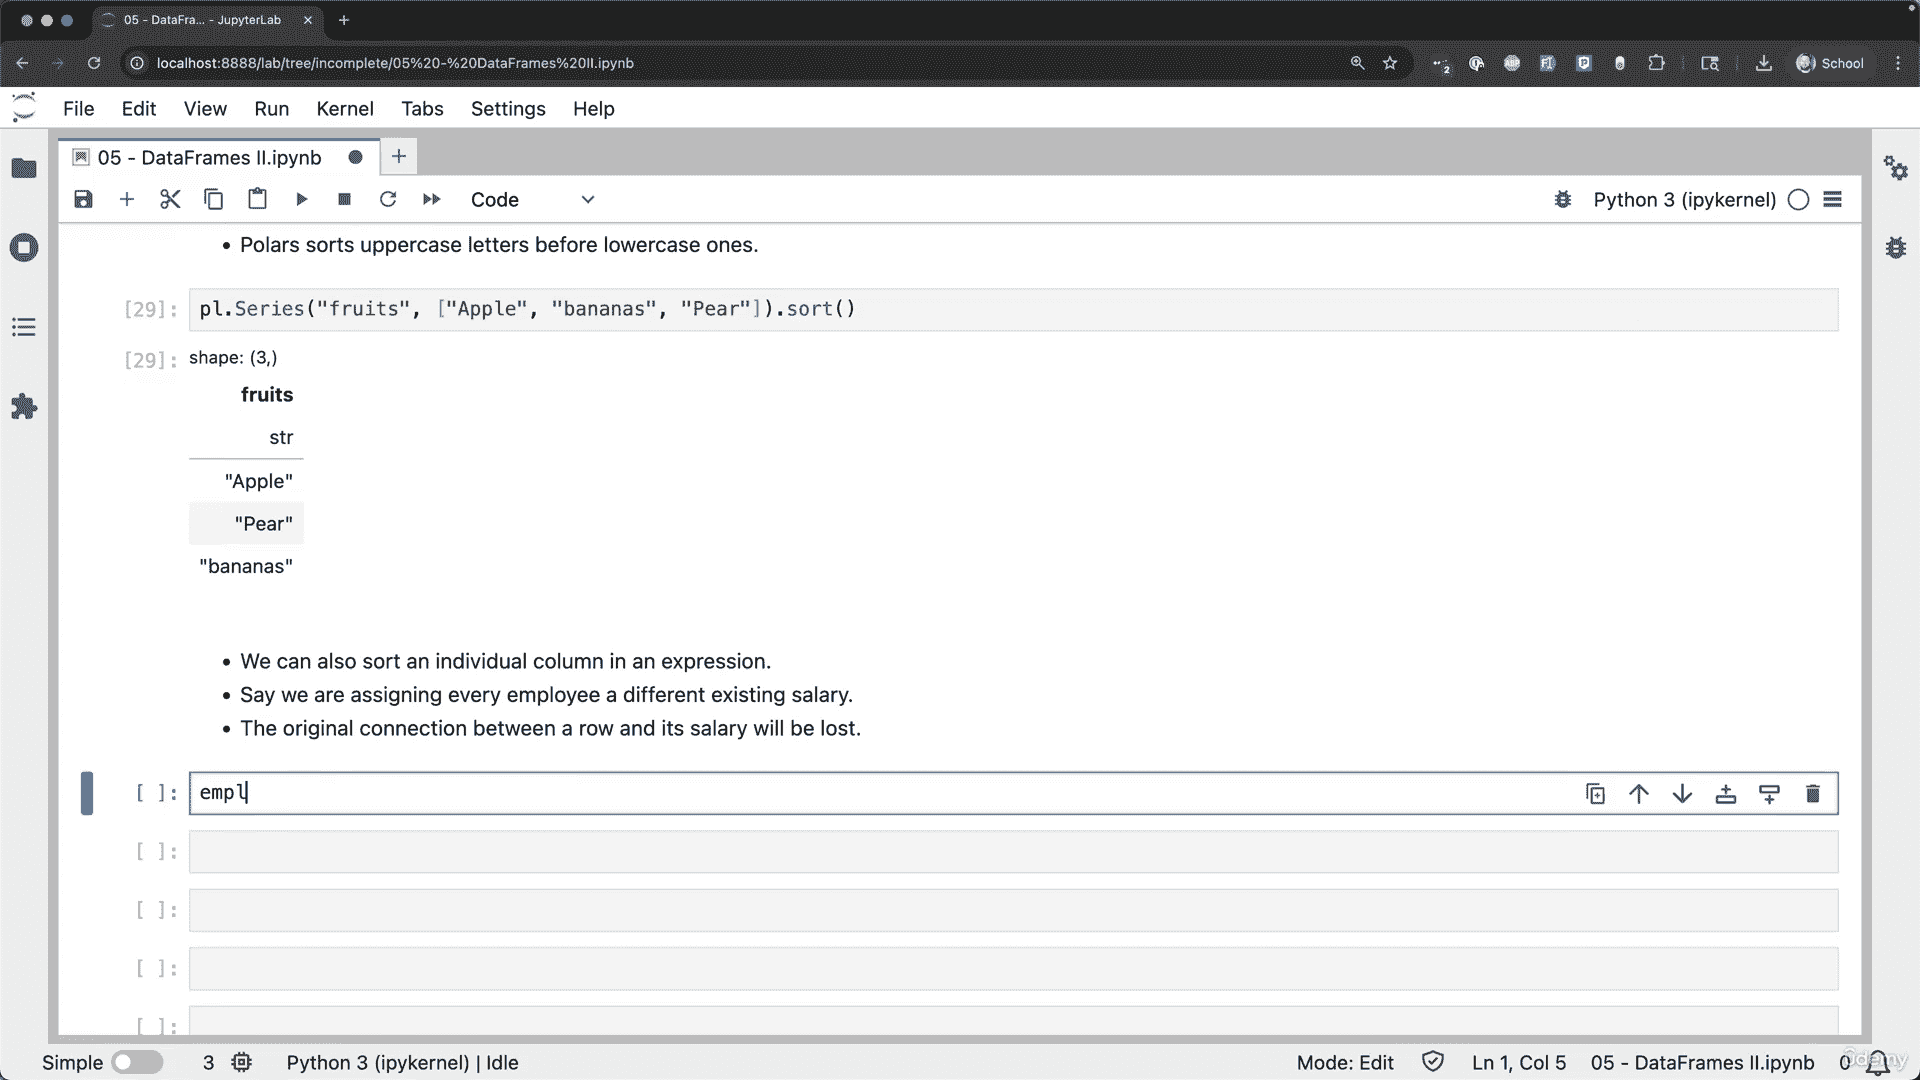 05 - DataFra... - JupyterLab
localhost:8888/lab/tree/incomplete/05%20-%20DataFrames%20II.ipynb
2
ABP
School
File Edit View Run Kernel Tabs Settings Help
05 - DataFrames II.ipynb
Code
Python 3 (ipykernel)
• Polars sorts uppercase letters before lowercase ones.
[29]: pl.Series("fruits", ["Apple", "bananas", "Pear"]).sort()
[29]: shape: (3,)
fruits
str
"Apple"
"Pear"
"bananas"
• We can also sort an individual column in an expression.
• Say we are assigning every employee a different existing salary.
• The original connection between a row and its salary will be lost.
[ ]: empl
[ ]:
[ ]:
[ ]:
[ ]:
Simple 3 Python 3 (ipykernel) | Idle Mode: Edit Ln 1, Col 5 05 - DataFrames II.ipynb 0
udemy